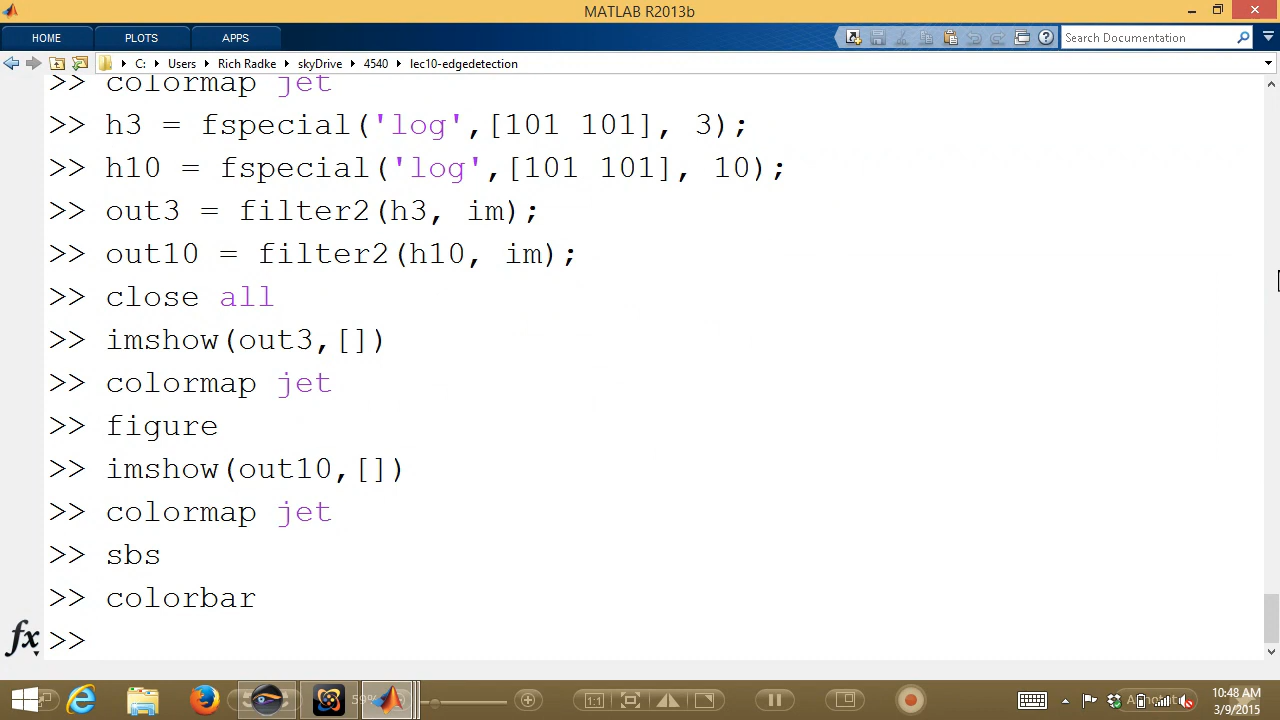 MATLAB R2013b
HOME PLOTS APPS Search Documentation
C: Users Rich Radke skyDrive 4540 lec10-edgedetection
>> colormap jet
>> h3 = fspecial('log',[101 101], 3);
>> h10 = fspecial('log',[101 101], 10);
>> out3 = filter2(h3, im);
>> out10 = filter2(h10, im);
>> close all
>> imshow(out3,[])
>> colormap jet
>> figure
>> imshow(out10,[])
>> colormap jet
>> sbs
>> colorbar
fx >>
1:1
10:48 AM
3/9/2015